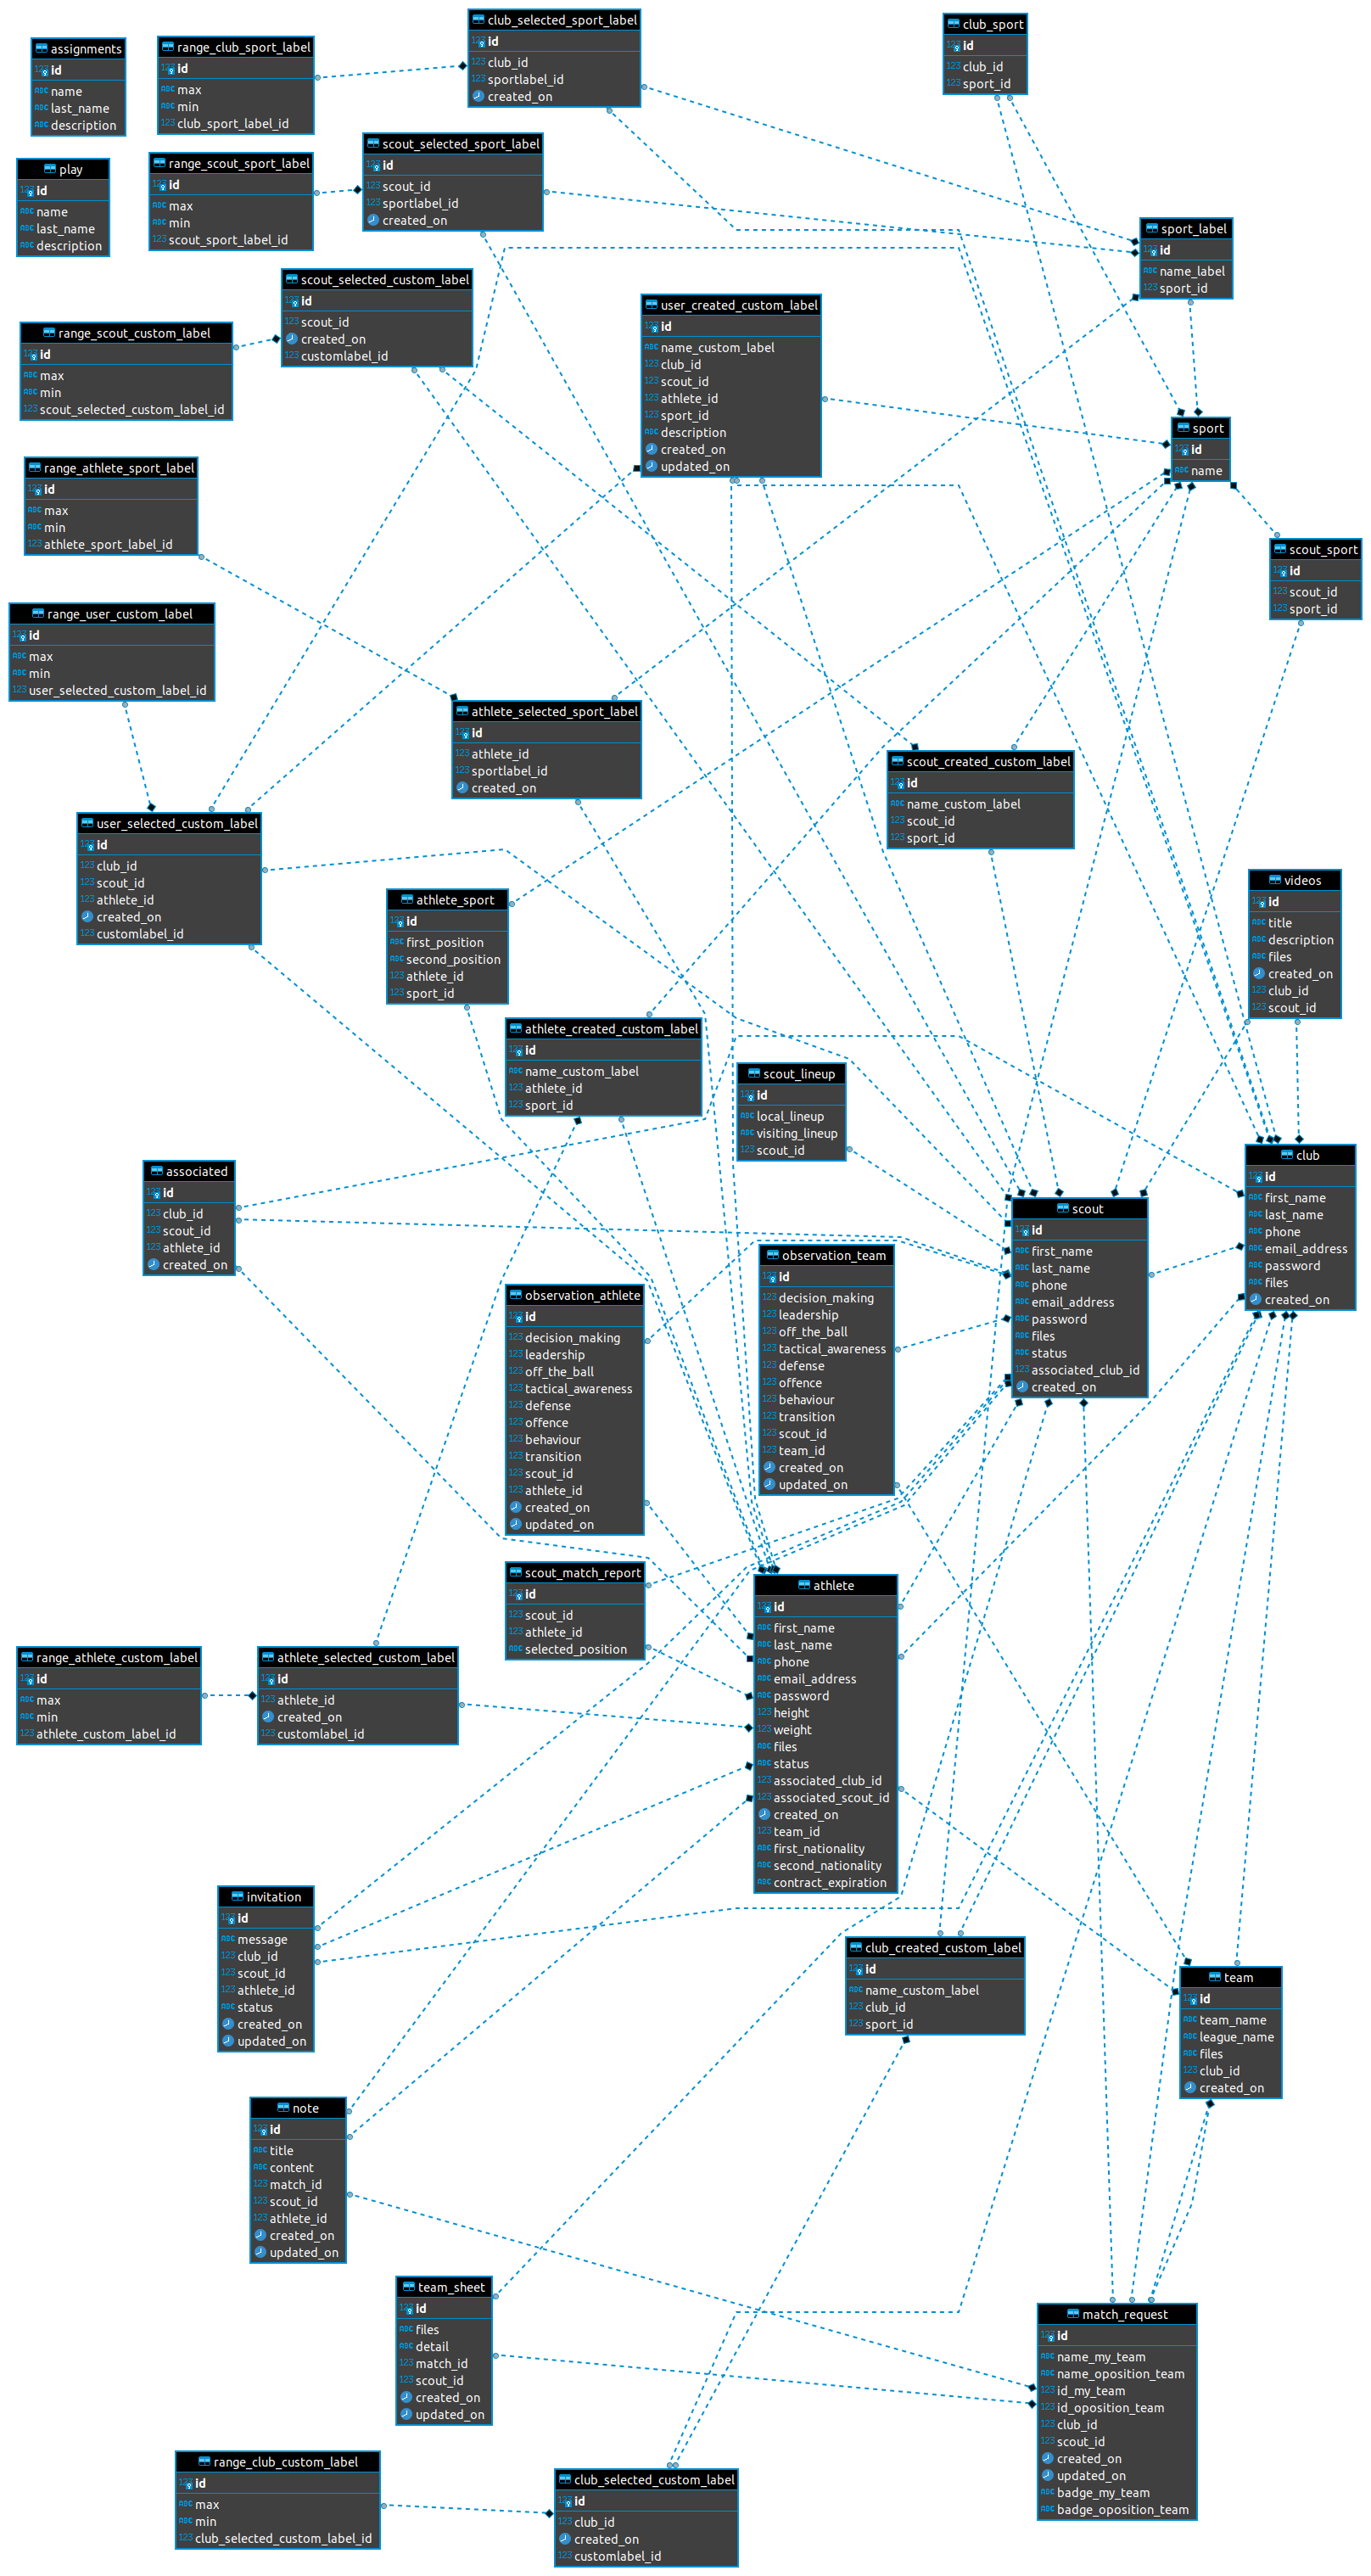 club_selected_sport_label
id
club_id
sportlabel_id
created_on
club_sport
id
club_id
sport_id
assignments
id
name
last_name
description
range_club_sport_label
id
max
min
club_sport_label_id
scout_selected_sport_label
id
scout_id
sportlabel_id
created_on
range_scout_sport_label
id
max
min
scout_sport_label_id
play
id
name
last_name
description
sport_label
id
name_label
sport_id
scout_selected_custom_label
id
scout_id
created_on
customlabel_id
user_created_custom_label
id
name_custom_label
club_id
scout_id
athlete_id
sport_id
description
created_on
updated_on
range_scout_custom_label
id
max
min
scout_selected_custom_label_id
sport
id
name
range_athlete_sport_label
id
max
min
athlete_sport_label_id
scout_sport
id
scout_id
sport_id
range_user_custom_label
id
max
min
user_selected_custom_label_id
athlete_selected_sport_label
id
athlete_id
sportlabel_id
created_on
scout_created_custom_label
id
name_custom_label
scout_id
sport_id
user_selected_custom_label
id
club_id
scout_id
athlete_id
created_on
customlabel_id
videos
id
title
description
files
created_on
club_id
scout_id
athlete_sport
id
first_position
second_position
athlete_id
sport_id
athlete_created_custom_label
id
name_custom_label
athlete_id
sport_id
scout_lineup
id
local_lineup
visiting_lineup
scout_id
club
id
first_name
last_name
phone
email_address
password
files
created_on
associated
id
club_id
scout_id
athlete_id
created_on
scout
id
first_name
last_name
phone
email_address
password
files
status
associated_club_id
created_on
observation_team
id
decision_making
leadership
off_the_ball
tactical_awareness
defense
offence
behaviour
transition
scout_id
team_id
created_on
updated_on
observation_athlete
id
decision_making
leadership
off_the_ball
tactical_awareness
defense
offence
behaviour
transition
scout_id
athlete_id
created_on
updated_on
scout_match_report
id
scout_id
athlete_id
selected_position
athlete
id
first_name
last_name
phone
email_address
password
height
weight
files
status
associated_club_id
associated_scout_id
created_on
team_id
first_nationality
second_nationality
contract_expiration
range_athlete_custom_label
id
max
min
athlete_custom_label_id
athlete_selected_custom_label
id
athlete_id
created_on
customlabel_id
invitation
id
message
club_id
scout_id
athlete_id
status
created_on
updated_on
club_created_custom_label
id
name_custom_label
club_id
sport_id
team
id
team_name
league_name
files
club_id
created_on
note
id
title
content
match_id
scout_id
athlete_id
created_on
updated_on
team_sheet
id
files
detail
match_id
scout_id
created_on
updated_on
match_request
id
name_my_team
name_oposition_team
id_my_team
id_oposition_team
club_id
scout_id
created_on
updated_on
badge_my_team
badge_oposition_team
range_club_custom_label
id
max
min
club_selected_custom_label_id
club_selected_custom_label
id
club_id
created_on
customlabel_id